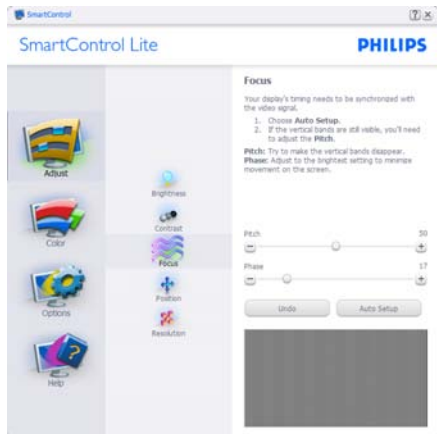 SmartControl
SmartControl Lite
PHILIPS
Adjust
Color
Options
Help
Brightness
Contrast
Focus
Position
Resolution
Focus
Your display's timing needs to be synchronized with
the video signal.
1. Choose Auto Setup.
2. If the vertical bands are still visible, you'll need
to adjust the Pitch.
Pitch: Try to make the vertical bands disappear.
Phase: Adjust to the brightest setting to minimize
movement on the screen.
Pitch 50
Phase 17
Undo Auto Setup